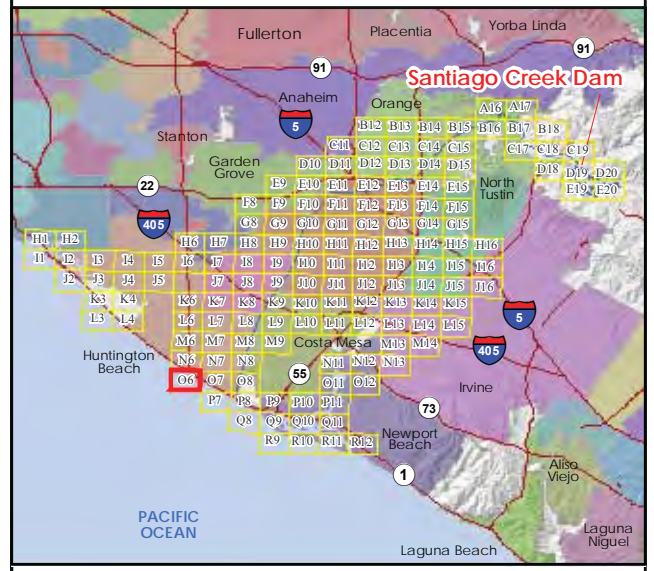 Fullerton
Placentia
Yorba Linda
91
91
Santiago Creek Dam
Anaheim
Orange
A16 A17
5
B12 B13 B14 B15 B16 B17 B18
Stanton
C11 C12 C13 C14 C15 C17 C18 C19
Garden
Grove
D10 D11 D12 D13 D14 D15 D18 D19 D20
North
Tustin
22
E9 E10 E11 E12 E13 E14 E15 E19 E20
F8 F9 F10 F11 F12 F13 F14 F15
405
G8 G9 G10 G11 G12 G13 G14 G15
H1 H2 H6 H7 H8 H9 H10 H11 H12 H13 H14 H15 H16
I1 I2 I3 I4 I5 I6 I7 I8 I9 I10 I11 I12 I13 I14 I15 I16
J2 J3 J4 J5 J7 J8 J9 J10 J11 J12 J13 J14 J15 J16
K3 K4 K6 K7 K8 K9 K10 K11 K12 K13 K14 K15
5
L3 L4 L6 L7 L8 L9 L10 L11 L12 L13 L14 L15
M6 M7 M8 M9 Costa Mesa M13 M14
405
Huntington
Beach
N6 N7 N8 N11 N12 N13
55
O6 O7 O8 O11 O12
Irvine
P7 P8 P9 P10 P11
73
Q8 Q9 Q10 Q11
Newport
Beach
R9 R10 R11 R12
1
Aliso
Viejo
PACIFIC
OCEAN
Laguna
Niguel
Laguna Beach